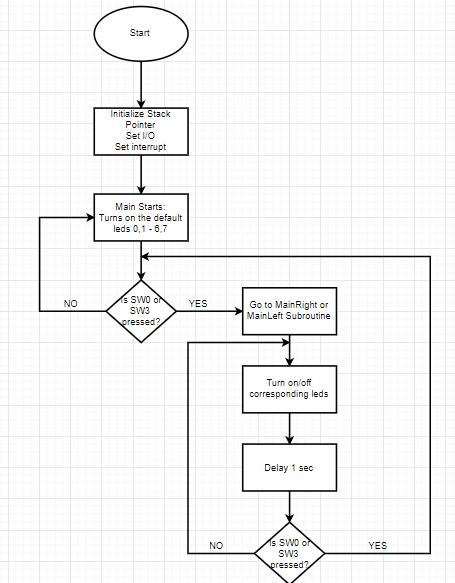 Start
Initialize Stack
Pointer
Set I/O
Set interrupt
Main Starts:
Turns on the default
leds 0,1 - 6,7
Is SW0 or
SW3
pressed?
NO
YES
Go to MainRight or
MainLeft Subroutine
Turn on/off
corresponding leds
Delay 1 sec
Is SW0 or
SW3
pressed?
NO
YES